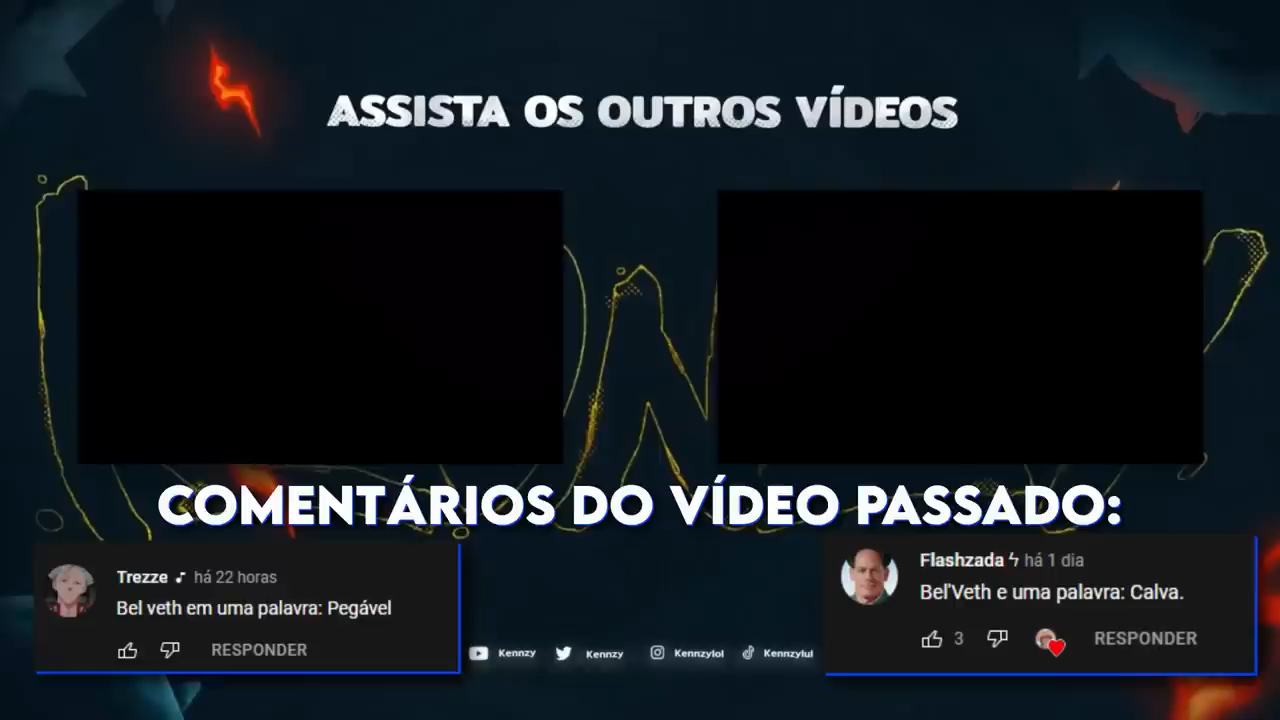 ASSISTA OS OUTROS VÍDEOS
COMENTÁRIOS DO VÍDEO PASSADO:
Trezze ♪ há 22 horas
Bel veth em uma palavra: Pegável
RESPONDER
Flashzada ϟ há 1 dia
Bel'Veth e uma palavra: Calva.
3 RESPONDER
Kennzy Kennzy Kennzylol Kennzylul